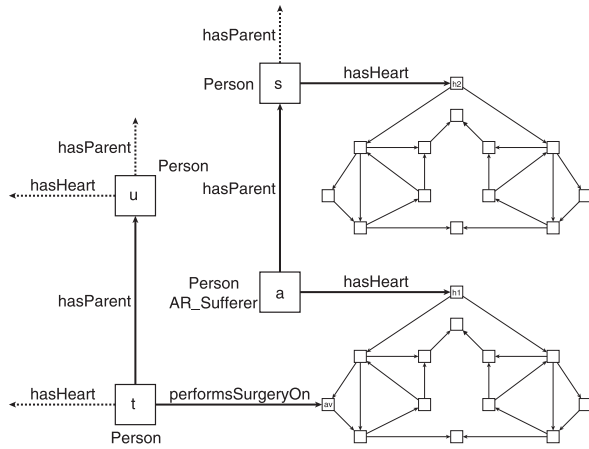 hasParent
Person
s
hasHeart
h2
hasParent
Person
hasHeart
u
hasParent
Person
AR_Sufferer
a
hasHeart
h1
hasParent
hasHeart
t
performsSurgeryOn
av
Person